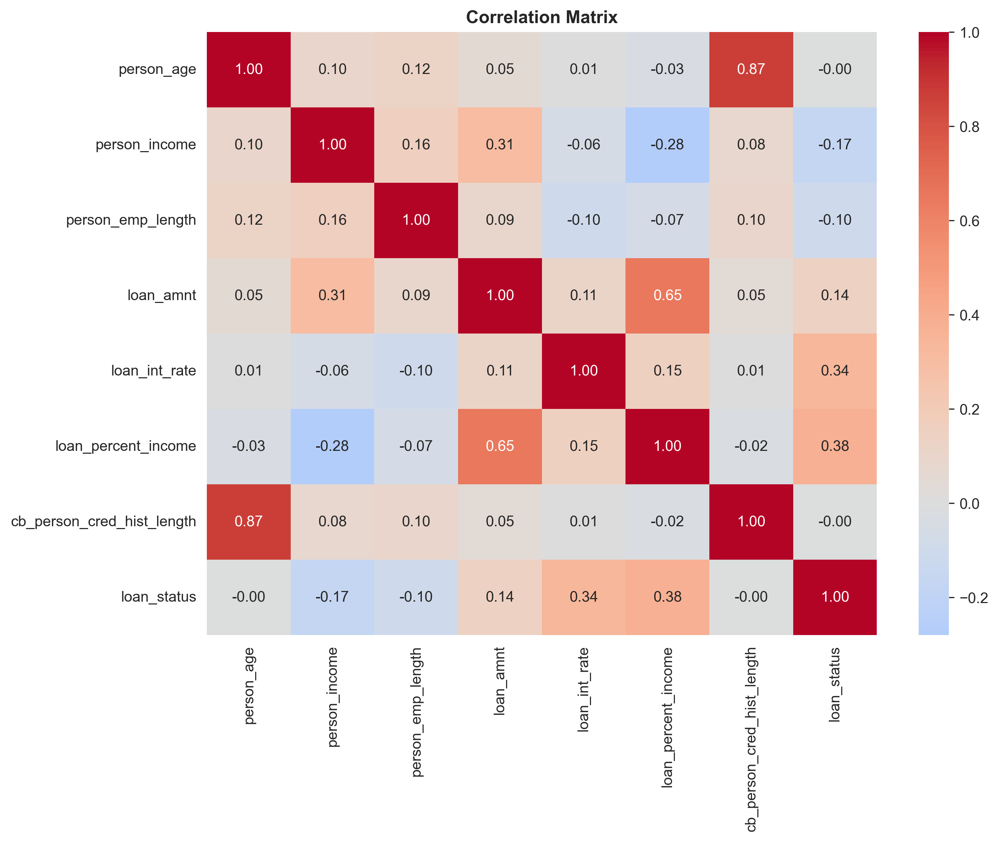 Correlation Matrix
person_age 1.00 0.10 0.12 0.05 0.01 -0.03 0.87 -0.00
person_income 0.10 1.00 0.16 0.31 -0.06 -0.28 0.08 -0.17
person_emp_length 0.12 0.16 1.00 0.09 -0.10 -0.07 0.10 -0.10
loan_amnt 0.05 0.31 0.09 1.00 0.11 0.65 0.05 0.14
loan_int_rate 0.01 -0.06 -0.10 0.11 1.00 0.15 0.01 0.34
loan_percent_income -0.03 -0.28 -0.07 0.65 0.15 1.00 -0.02 0.38
cb_person_cred_hist_length 0.87 0.08 0.10 0.05 0.01 -0.02 1.00 -0.00
loan_status -0.00 -0.17 -0.10 0.14 0.34 0.38 -0.00 1.00
person_age
person_income
person_emp_length
loan_amnt
loan_int_rate
loan_percent_income
cb_person_cred_hist_length
loan_status
1.0
0.8
0.6
0.4
0.2
0.0
−0.2